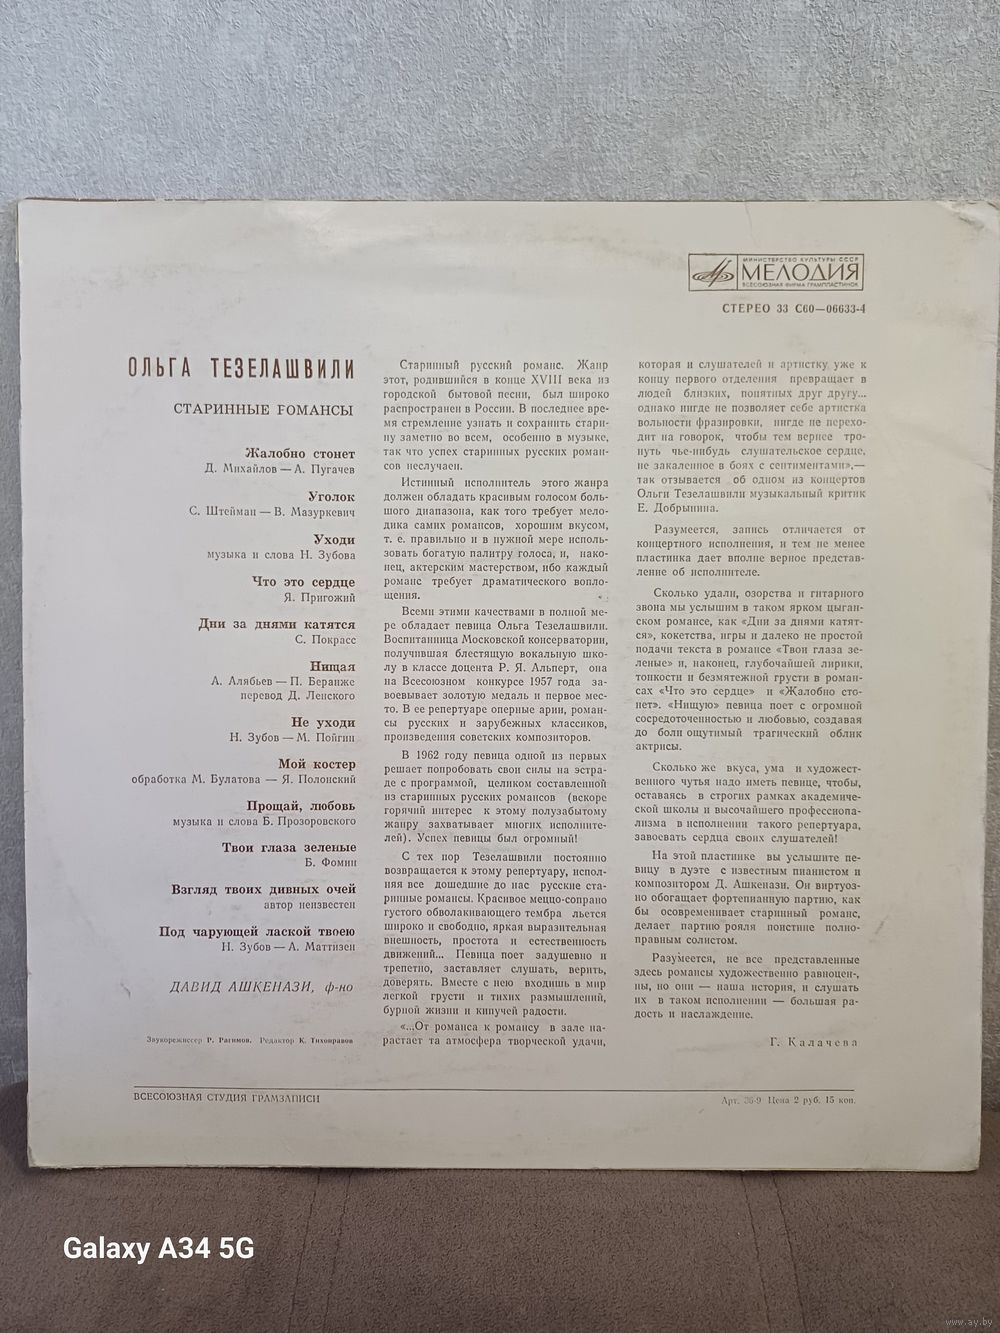 МИНИСТЕРСТВО КУЛЬТУРЫ СССР
МЕЛОДИЯ
ВСЕСОЮЗНАЯ ФИРМА ГРАМПЛАСТИНОК
СТЕРЕО 33 С60—06633-4
ОЛЬГА ТЕЗЕЛАШВИЛИ
СТАРИННЫЕ РОМАНСЫ
Жалобно стонет
Д. Михайлов — А. Пугачев
Уголок
С. Штейман — В. Мазуркевич
Уходи
музыка и слова Н. Зубова
Что это сердце
Я. Пригожий
Дни за днями катятся
С. Покрасс
Нищая
А. Алябьев — П. Беранже
перевод Д. Ленского
Не уходи
Н. Зубов — М. Пойгин
Мой костер
обработка М. Булатова — Я. Полонский
Прощай, любовь
музыка и слова Б. Прозоровского
Твои глаза зеленые
Б. Фомин
Взгляд твоих дивных очей
автор неизвестен
Под чарующей лаской твоею
Н. Зубов — А. Маттизен
ДАВИД АШКЕНАЗИ, ф-но
Звукорежиссер Р. Рагимов. Редактор К. Тихонравов
Старинный русский романс. Жанр
этот, родившийся в конце XVIII века из
городской бытовой песни, был широко
распространен в России. В последнее вре-
мя стремление узнать и сохранить стари-
ну заметно во всем, особенно в музыке,
так что успех старинных русских роман-
сов неслучаен.
Истинный исполнитель этого жанра
должен обладать красивым голосом боль-
шого диапазона, как того требует мело-
дика самих романсов, хорошим вкусом,
т. е. правильно и в нужной мере исполь-
зовать богатую палитру голоса, и, нако-
нец, актерским мастерством, ибо каждый
романс требует драматического вопло-
щения.
Всеми этими качествами в полной ме-
ре обладает певица Ольга Тезелашвили.
Воспитанница Московской консерватории,
получившая блестящую вокальную шко-
лу в классе доцента Р. Я. Альперт, она
на Всесоюзном конкурсе 1957 года за-
воевывает золотую медаль и первое мес-
то. В ее репертуаре оперные арии, роман-
сы русских и зарубежных классиков,
произведения советских композиторов.
В 1962 году певица одной из первых
решает попробовать свои силы на эстра-
де с программой, целиком составленной
из старинных русских романсов (вскоре
горячий интерес к этому полузабытому
жанру захватывает многих исполните-
лей). Успех певицы был огромный!
С тех пор Тезелашвили постоянно
возвращается к этому репертуару, испол-
няя все дошедшие до нас русские ста-
ринные романсы. Красивое меццо-сопрано
густого обволакивающего тембра льется
широко и свободно, яркая выразительная
внешность, простота и естественность
движений... Певица поет задушевно и
трепетно, заставляет слушать, верить,
доверять. Вместе с нею входишь в мир
легкой грусти и тихих размышлений,
бурной жизни и кипучей радости.
«...От романса к романсу в зале на-
растает та атмосфера творческой удачи,
которая и слушателей и артистку уже к
концу первого отделения превращает в
людей близких, понятных друг другу...
однако нигде не позволяет себе артистка
вольности фразировки, нигде не перехо-
дит на говорок, чтобы тем вернее тро-
нуть чье-нибудь слушательское сердце,
не закаленное в боях с сентиментами»,—
так отзывается об одном из концертов
Ольги Тезелашвили музыкальный критик
Е. Добрынина.
Разумеется, запись отличается от
концертного исполнения, и тем не менее
пластинка дает вполне верное представ-
ление об исполнителе.
Сколько удали, озорства и гитарного
звона мы услышим в таком ярком цыган-
ском романсе, как «Дни за днями катят-
ся», кокетства, игры и далеко не простой
подачи текста в романсе «Твои глаза зе-
леные» и, наконец, глубочайшей лирики,
тонкости и безмятежной грусти в роман-
сах «Что это сердце» и «Жалобно сто-
нет». «Нищую» певица поет с огромной
сосредоточенностью и любовью, создавая
до боли ощутимый трагический облик
актрисы.
Сколько же вкуса, ума и художест-
венного чутья надо иметь певице, чтобы,
оставаясь в строгих рамках академиче-
ской школы и высочайшего профессиона-
лизма в исполнении такого репертуара,
завоевать сердца своих слушателей!
На этой пластинке вы услышите пе-
вицу в дуэте с известным пианистом и
композитором Д. Ашкенази. Он виртуоз-
но обогащает фортепианную партию, как
бы осовременивает старинный романс,
делает партию рояля поистине полно-
правным солистом.
Разумеется, не все представленные
здесь романсы художественно равноцен-
ны, но они — наша история, и слушать
их в таком исполнении — большая ра-
дость и наслаждение.
Г. Калачева
ВСЕСОЮЗНАЯ СТУДИЯ ГРАМЗАПИСИ
Арт. 36-9 Цена 2 руб. 15 коп.
Galaxy A34 5G
www.ay.by